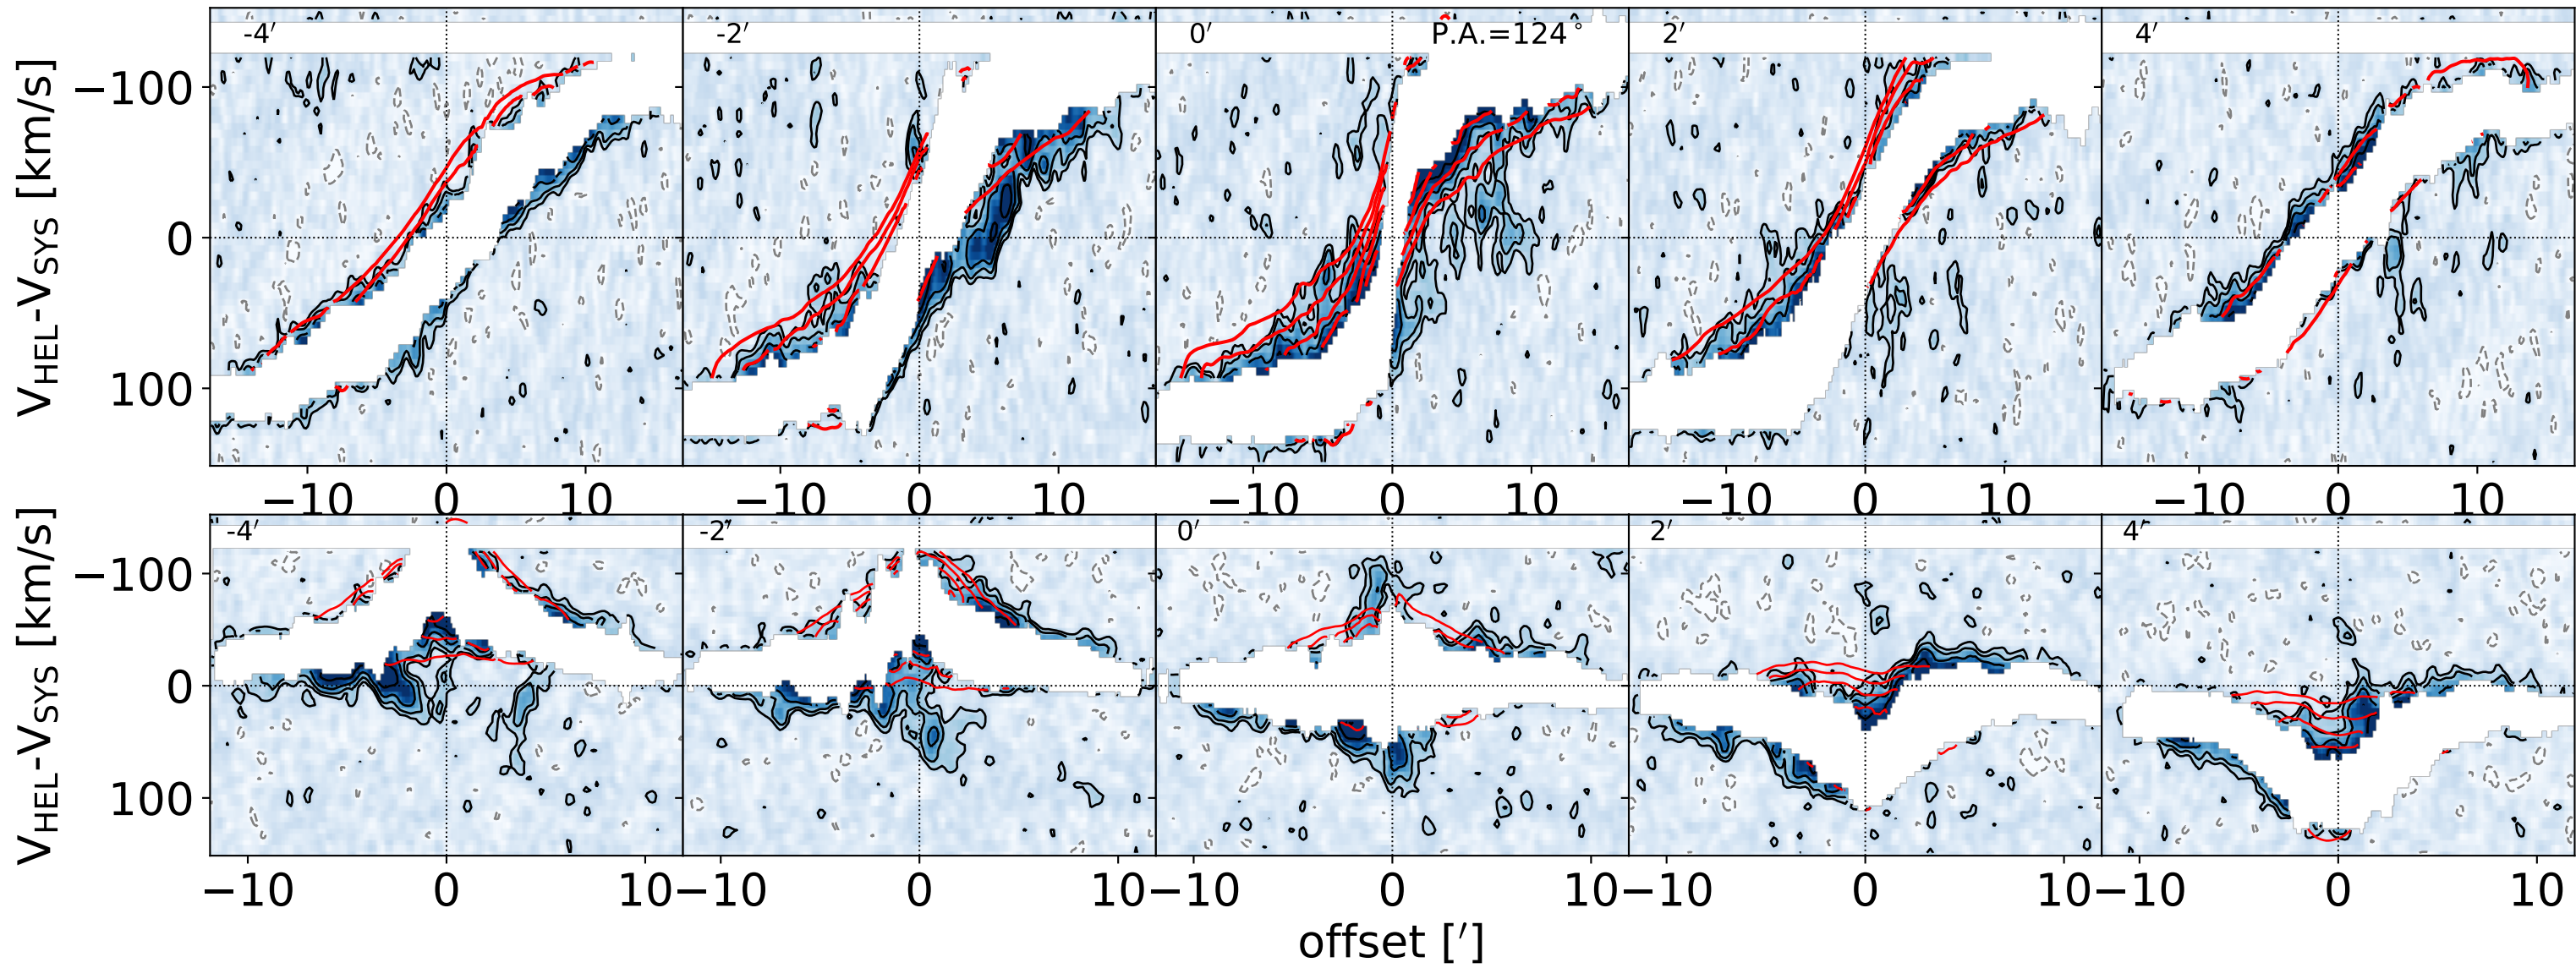 -4′ -2′ 0′ P.A.=124° 2′ 4′
V_HEL-V_SYS [km/s]
−100
0
100
−10 0 10 −10 0 10 −10 0 10 −10 0 10 −10 0 10
-4′ -2′ 0′ 2′ 4′
V_HEL-V_SYS [km/s]
−100
0
100
−10 0 10 −10 0 10 −10 0 10 −10 0 10 −10 0 10
offset [′]